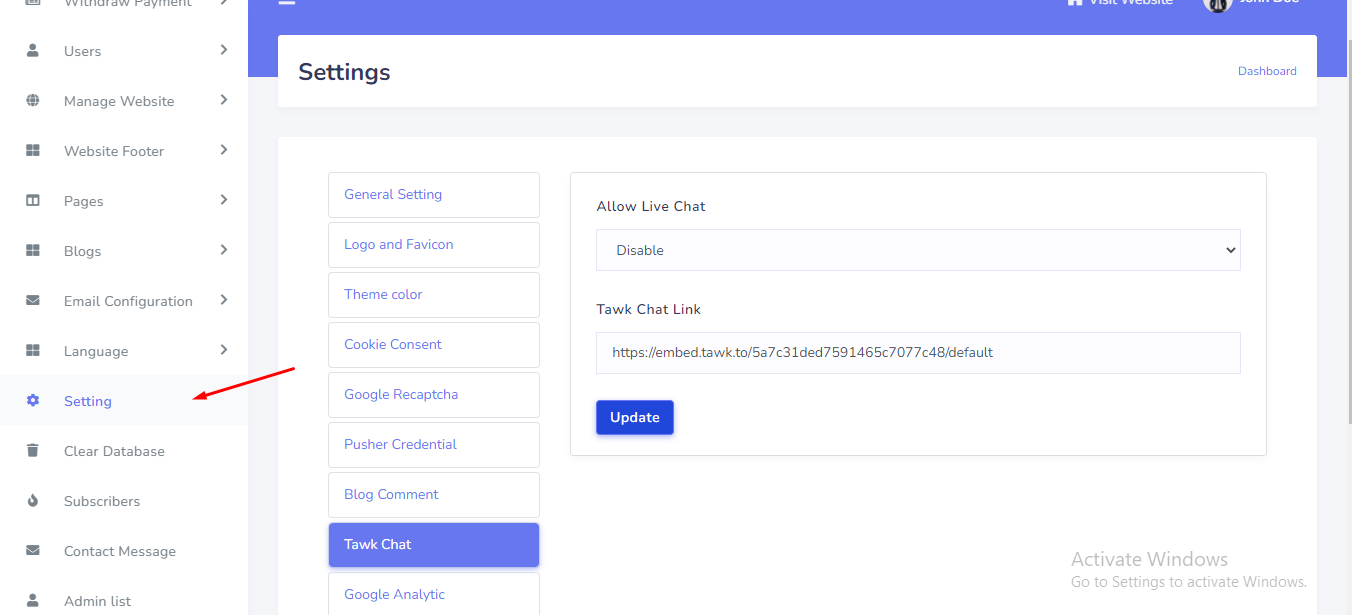 Withdraw Payment
Users
Manage Website
Website Footer
Pages
Blogs
Email Configuration
Language
Setting
Clear Database
Subscribers
Contact Message
Admin list
Visit Website
John Doe
Settings
Dashboard
General Setting
Logo and Favicon
Theme color
Cookie Consent
Google Recaptcha
Pusher Credential
Blog Comment
Tawk Chat
Google Analytic
Allow Live Chat
Disable
Tawk Chat Link
https://embed.tawk.to/5a7c31ded7591465c7077c48/default
Update
Activate Windows
Go to Settings to activate Windows.